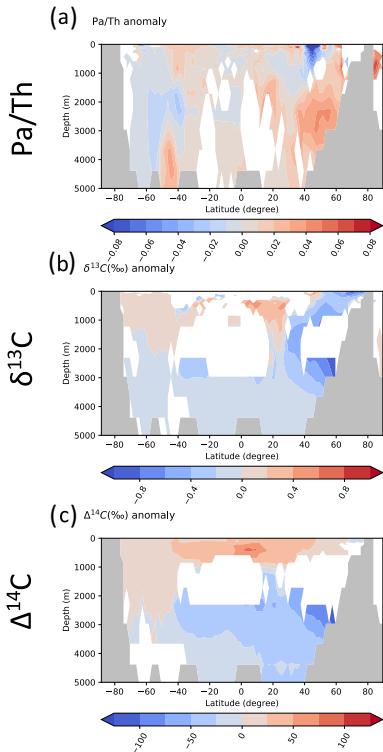 (a)
Pa/Th anomaly
Pa/Th
Depth (m)
0
1000
2000
3000
4000
5000
−80 −60 −40 −20 0 20 40 60 80
Latitude (degree)
−0.08 −0.06 −0.04 −0.02 0.00 0.02 0.04 0.06 0.08
(b)
δ¹³C(‰) anomaly
δ¹³C
Depth (m)
0
1000
2000
3000
4000
5000
−80 −60 −40 −20 0 20 40 60 80
Latitude (degree)
−0.8 −0.4 0.0 0.4 0.8
(c)
Δ¹⁴C(‰) anomaly
Δ¹⁴C
Depth (m)
0
1000
2000
3000
4000
5000
−80 −60 −40 −20 0 20 40 60 80
Latitude (degree)
−100 −50 0 50 100